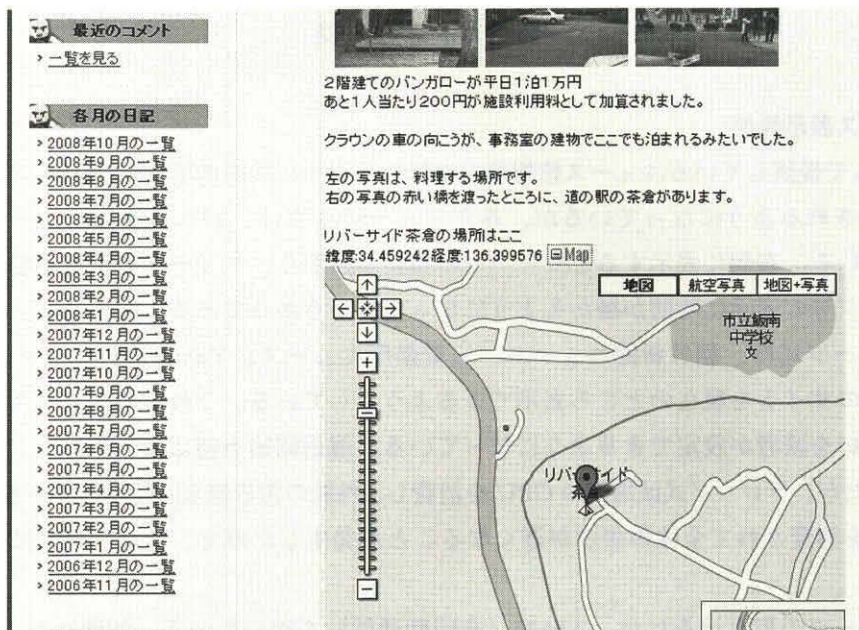 最近のコメント
> 一覧を見る
各月の日記
> 2008年10月の一覧
> 2008年9月の一覧
> 2008年8月の一覧
> 2008年7月の一覧
> 2008年6月の一覧
> 2008年5月の一覧
> 2008年4月の一覧
> 2008年3月の一覧
> 2008年2月の一覧
> 2008年1月の一覧
> 2007年12月の一覧
> 2007年11月の一覧
> 2007年10月の一覧
> 2007年9月の一覧
> 2007年8月の一覧
> 2007年7月の一覧
> 2007年6月の一覧
> 2007年5月の一覧
> 2007年4月の一覧
> 2007年3月の一覧
> 2007年2月の一覧
> 2007年1月の一覧
> 2006年12月の一覧
> 2006年11月の一覧
2階建てのバンガローが平日1泊1万円
あと1人当たり200円が施設利用料として加算されました。
クラウンの車の向こうが、事務室の建物でここでも泊まれるみたいでした。
左の写真は、料理する場所です。
右の写真の赤い橋を渡ったところに、道の駅の茶倉があります。
リバーサイド茶倉の場所はここ
緯度:34.459242経度:136.399576 Map
地図 航空写真 地図+写真
市立飯南
中学校
文
リバーサイド
茶倉